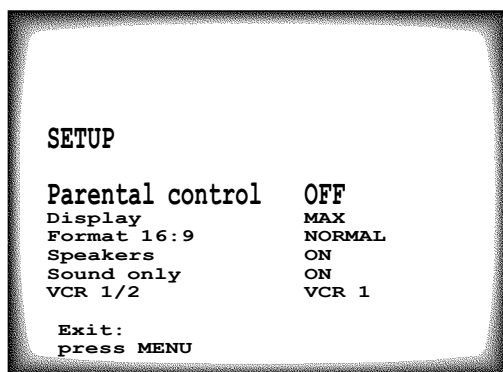 SETUP
Parental control OFF
Display MAX
Format 16:9 NORMAL
Speakers ON
Sound only ON
VCR 1/2 VCR 1
Exit:
press MENU